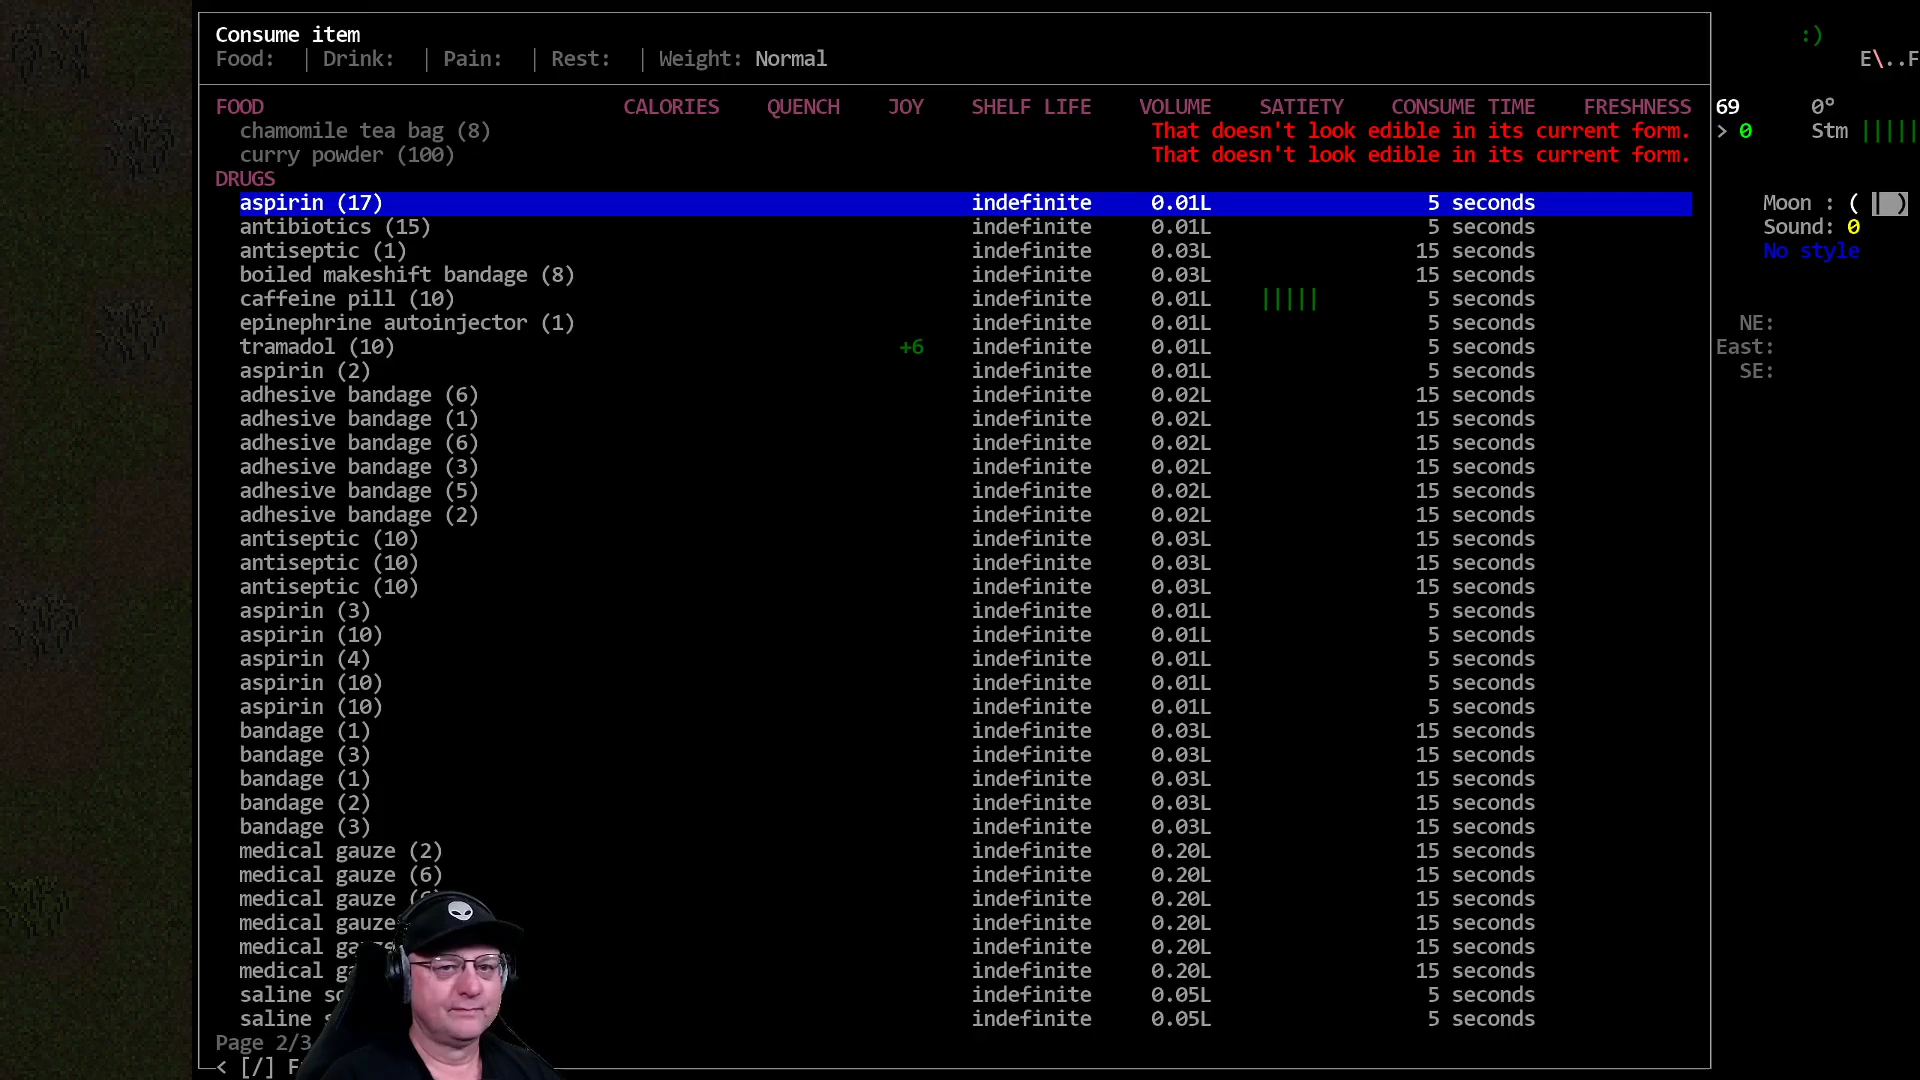 Consume item
Food: | Drink: | Pain: | Rest: | Weight: Normal
:)
E\..F
FOOD CALORIES QUENCH JOY SHELF LIFE VOLUME SATIETY CONSUME TIME FRESHNESS
69 0°
chamomile tea bag (8) That doesn't look edible in its current form.
> 0 Stm |||||
curry powder (100) That doesn't look edible in its current form.
DRUGS
aspirin (17) indefinite 0.01L 5 seconds
Moon : ( | )
antibiotics (15) indefinite 0.01L 5 seconds
Sound: 0
antiseptic (1) indefinite 0.03L 15 seconds
No style
boiled makeshift bandage (8) indefinite 0.03L 15 seconds
caffeine pill (10) indefinite 0.01L ||||| 5 seconds
epinephrine autoinjector (1) indefinite 0.01L 5 seconds
NE:
tramadol (10) +6 indefinite 0.01L 5 seconds
East:
aspirin (2) indefinite 0.01L 5 seconds
SE:
adhesive bandage (6) indefinite 0.02L 15 seconds
adhesive bandage (1) indefinite 0.02L 15 seconds
adhesive bandage (6) indefinite 0.02L 15 seconds
adhesive bandage (3) indefinite 0.02L 15 seconds
adhesive bandage (5) indefinite 0.02L 15 seconds
adhesive bandage (2) indefinite 0.02L 15 seconds
antiseptic (10) indefinite 0.03L 15 seconds
antiseptic (10) indefinite 0.03L 15 seconds
antiseptic (10) indefinite 0.03L 15 seconds
aspirin (3) indefinite 0.01L 5 seconds
aspirin (10) indefinite 0.01L 5 seconds
aspirin (4) indefinite 0.01L 5 seconds
aspirin (10) indefinite 0.01L 5 seconds
aspirin (10) indefinite 0.01L 5 seconds
bandage (1) indefinite 0.03L 15 seconds
bandage (3) indefinite 0.03L 15 seconds
bandage (1) indefinite 0.03L 15 seconds
bandage (2) indefinite 0.03L 15 seconds
bandage (3) indefinite 0.03L 15 seconds
medical gauze (2) indefinite 0.20L 15 seconds
medical gauze (6) indefinite 0.20L 15 seconds
medical gauze indefinite 0.20L 15 seconds
medical gauze indefinite 0.20L 15 seconds
medical indefinite 0.20L 15 seconds
medical indefinite 0.20L 15 seconds
saline indefinite 0.05L 5 seconds
saline indefinite 0.05L 5 seconds
Page 2/3
< [/]